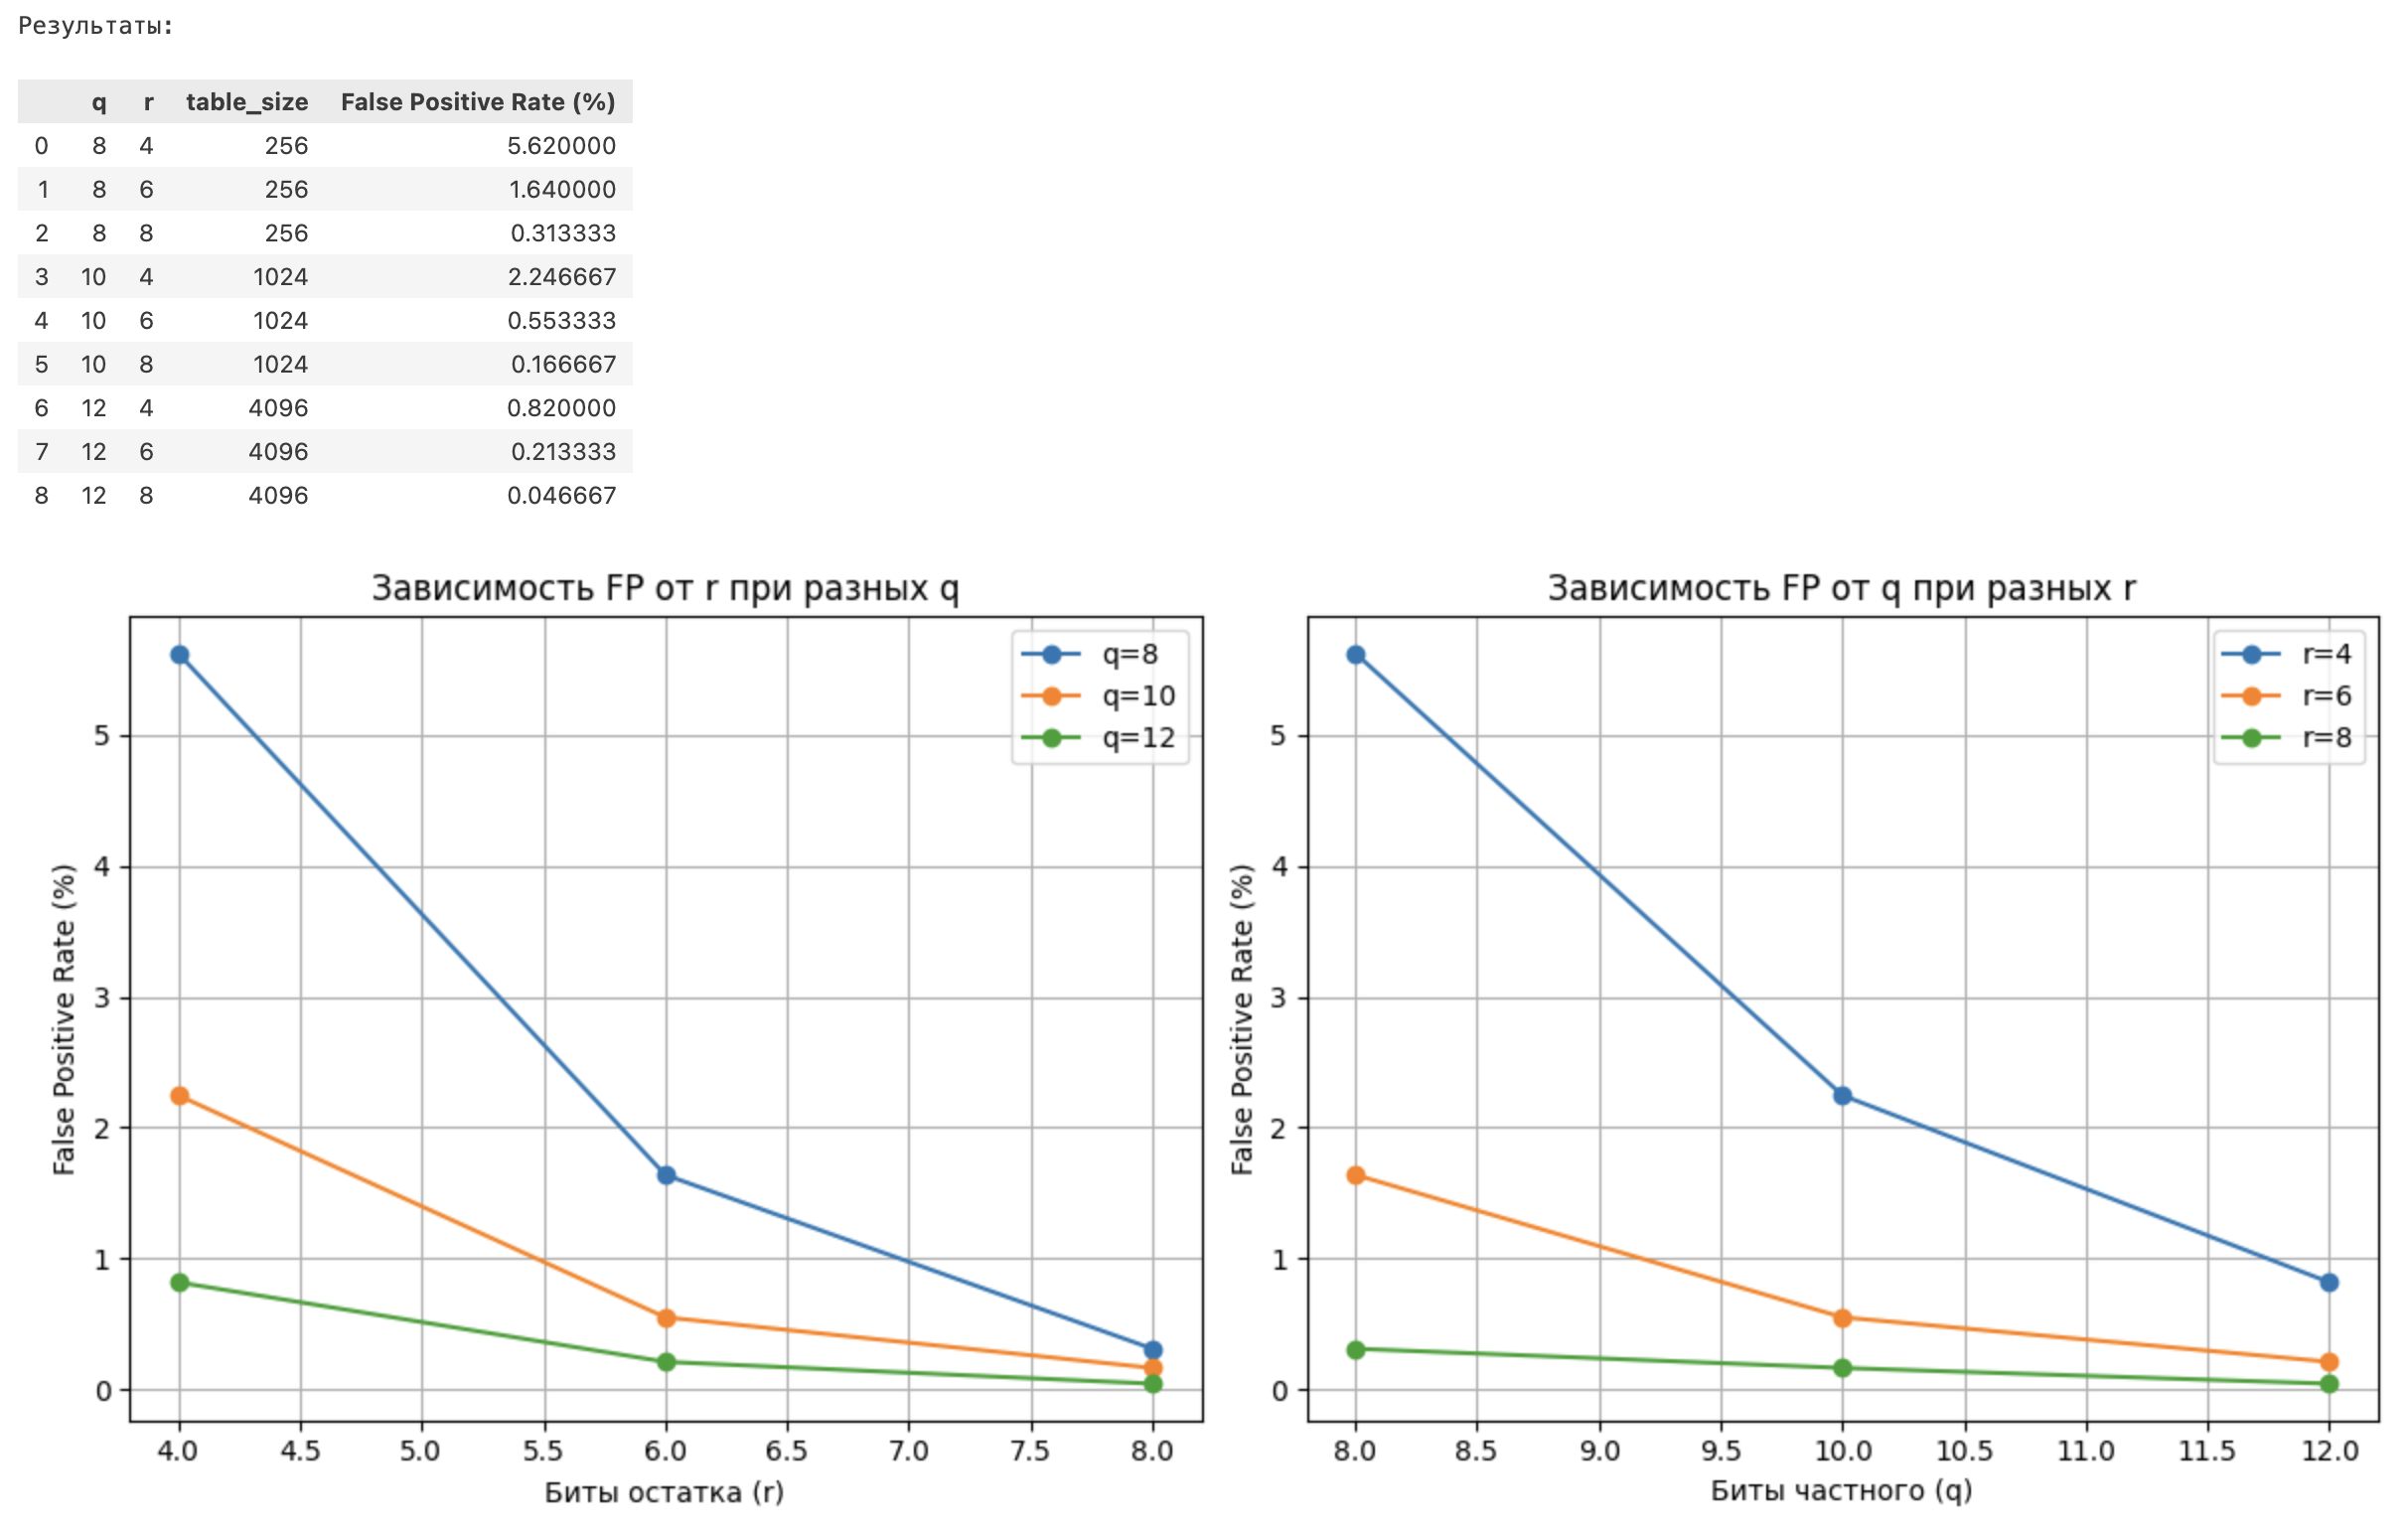 Результаты:
q r table_size False Positive Rate (%)
0 8 4 256 5.620000
1 8 6 256 1.640000
2 8 8 256 0.313333
3 10 4 1024 2.246667
4 10 6 1024 0.553333
5 10 8 1024 0.166667
6 12 4 4096 0.820000
7 12 6 4096 0.213333
8 12 8 4096 0.046667
Зависимость FP от r при разных q
q=8
q=10
q=12
5
4
3
2
1
0
False Positive Rate (%)
4.0 4.5 5.0 5.5 6.0 6.5 7.0 7.5 8.0
Биты остатка (r)
Зависимость FP от q при разных r
r=4
r=6
r=8
5
4
3
2
1
0
False Positive Rate (%)
8.0 8.5 9.0 9.5 10.0 10.5 11.0 11.5 12.0
Биты частного (q)